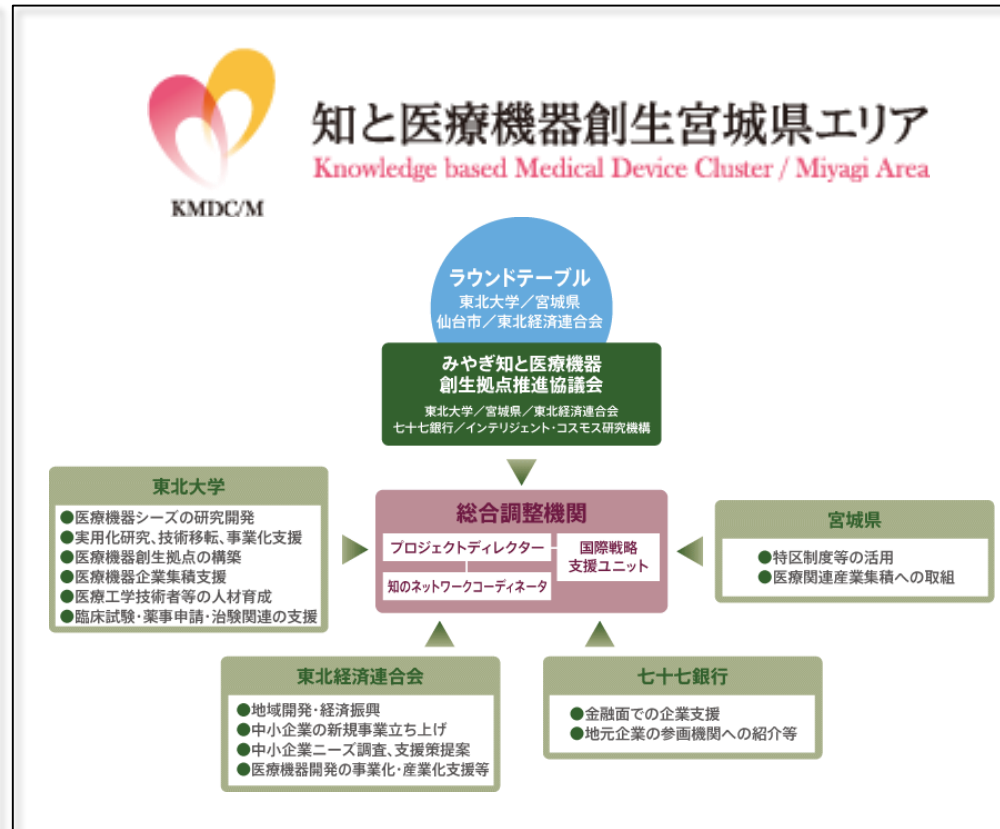 知と医療機器創生宮城県エリア
Knowledge based Medical Device Cluster / Miyagi Area
KMDC/M
ラウンドテーブル
東北大学／宮城県
仙台市／東北経済連合会
みやぎ知と医療機器
創生拠点推進協議会
東北大学／宮城県／東北経済連合会
七十七銀行／インテリジェント・コスモス研究機構
東北大学
●医療機器シーズの研究開発
●実用化研究、技術移転、事業化支援
●医療機器創生拠点の構築
●医療機器企業集積支援
●医療工学技術者等の人材育成
●臨床試験・薬事申請・治験関連の支援
総合調整機関
プロジェクトディレクター
知のネットワークコーディネータ
国際戦略
支援ユニット
宮城県
●特区制度等の活用
●医療関連産業集積への取組
東北経済連合会
●地域開発・経済振興
●中小企業の新規事業立ち上げ
●中小企業ニーズ調査、支援策提案
●医療機器開発の事業化・産業化支援等
七十七銀行
●金融面での企業支援
●地元企業の参画機関への紹介等